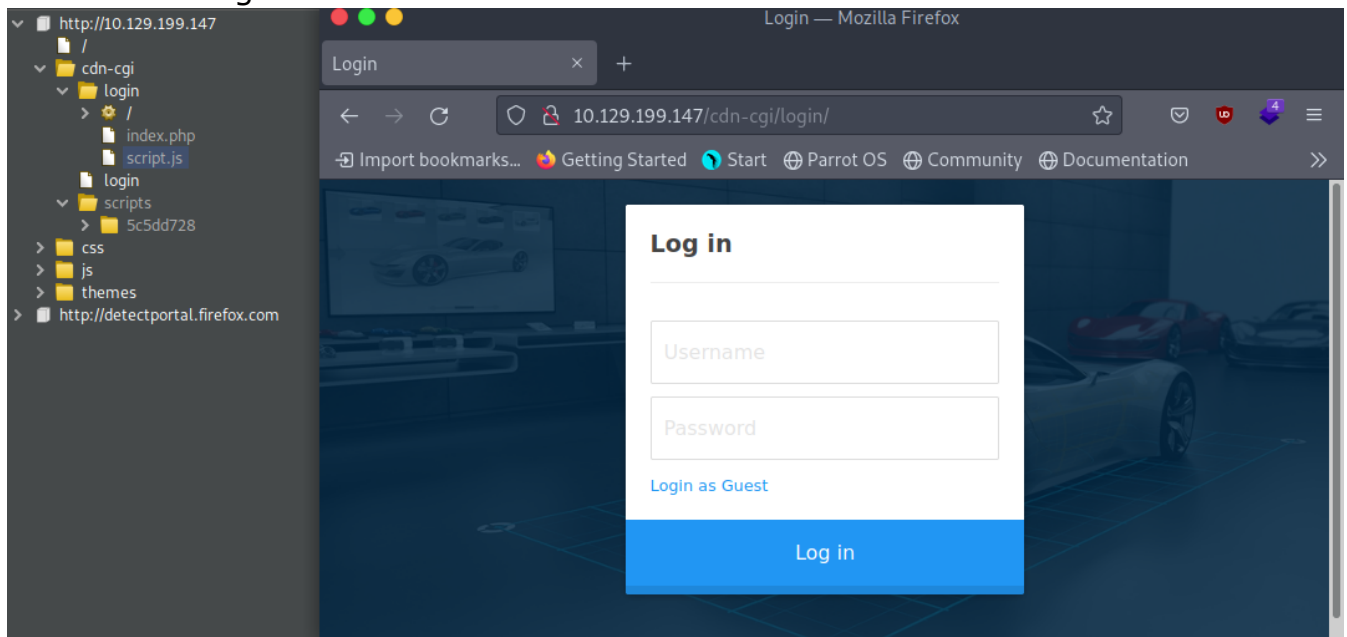 http://10.129.199.147
/
cdn-cgi
login
/
index.php
script.js
login
scripts
5c5dd728
css
js
themes
http://detectportal.firefox.com
Login — Mozilla Firefox
Login
10.129.199.147/cdn-cgi/login/
4
Import bookmarks... Getting Started Start Parrot OS Community Documentation
Log in
Username
Password
Login as Guest
Log in